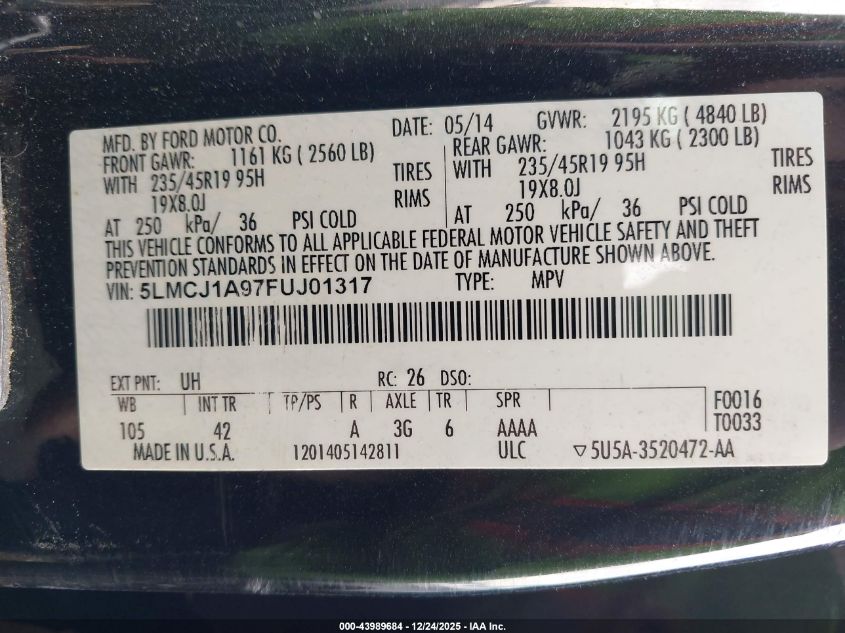 MFD. BY FORD MOTOR CO. DATE: 05/14 GVWR: 2195 KG ( 4840 LB)
FRONT GAWR: 1161 KG ( 2560 LB) REAR GAWR: 1043 KG ( 2300 LB)
WITH 235/45R19 95H TIRES WITH 235/45R19 95H TIRES
19X8.0J RIMS 19X8.0J RIMS
AT 250 kPa/ 36 PSI COLD AT 250 kPa/ 36 PSI COLD
THIS VEHICLE CONFORMS TO ALL APPLICABLE FEDERAL MOTOR VEHICLE SAFETY AND THEFT
PREVENTION STANDARDS IN EFFECT ON THE DATE OF MANUFACTURE SHOWN ABOVE.
VIN: 5LMCJ1A97FUJ01317 TYPE: MPV
EXT PNT: UH RC: 26 DSO:
WB INT TR TP/PS R AXLE TR SPR F0016
105 42 A 3G 6 AAAA T0033
MADE IN U.S.A. 1201405142811 ULC ▽5U5A-3520472-AA
000-43989684 - 12/24/2025 - IAA Inc.